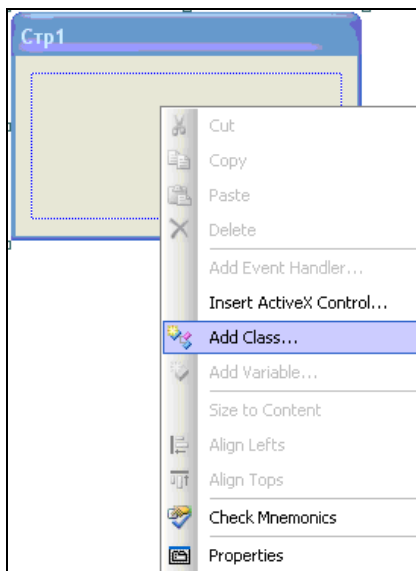 Стр1
Cut
Copy
Paste
Delete
Add Event Handler...
Insert ActiveX Control...
Add Class...
Add Variable...
Size to Content
Align Lefts
Align Tops
Check Mnemonics
Properties